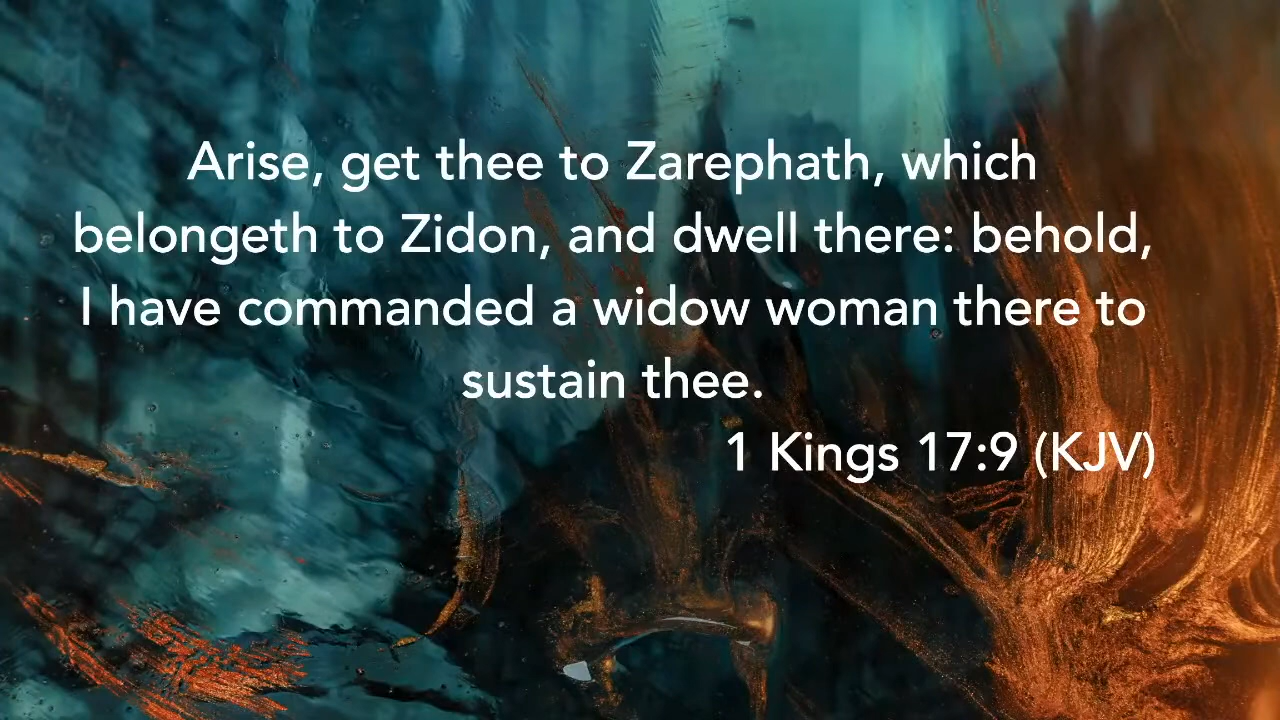 Arise, get thee to Zarephath, which
belongeth to Zidon, and dwell there: behold,
I have commanded a widow woman there to
sustain thee.
1 Kings 17:9 (KJV)